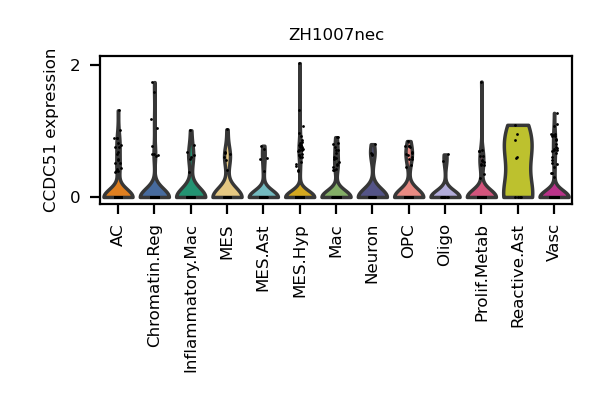 ZH1007nec
CCDC51 expression
2
0
AC
Chromatin.Reg
Inflammatory.Mac
MES
MES.Ast
MES.Hyp
Mac
Neuron
OPC
Oligo
Prolif.Metab
Reactive.Ast
Vasc